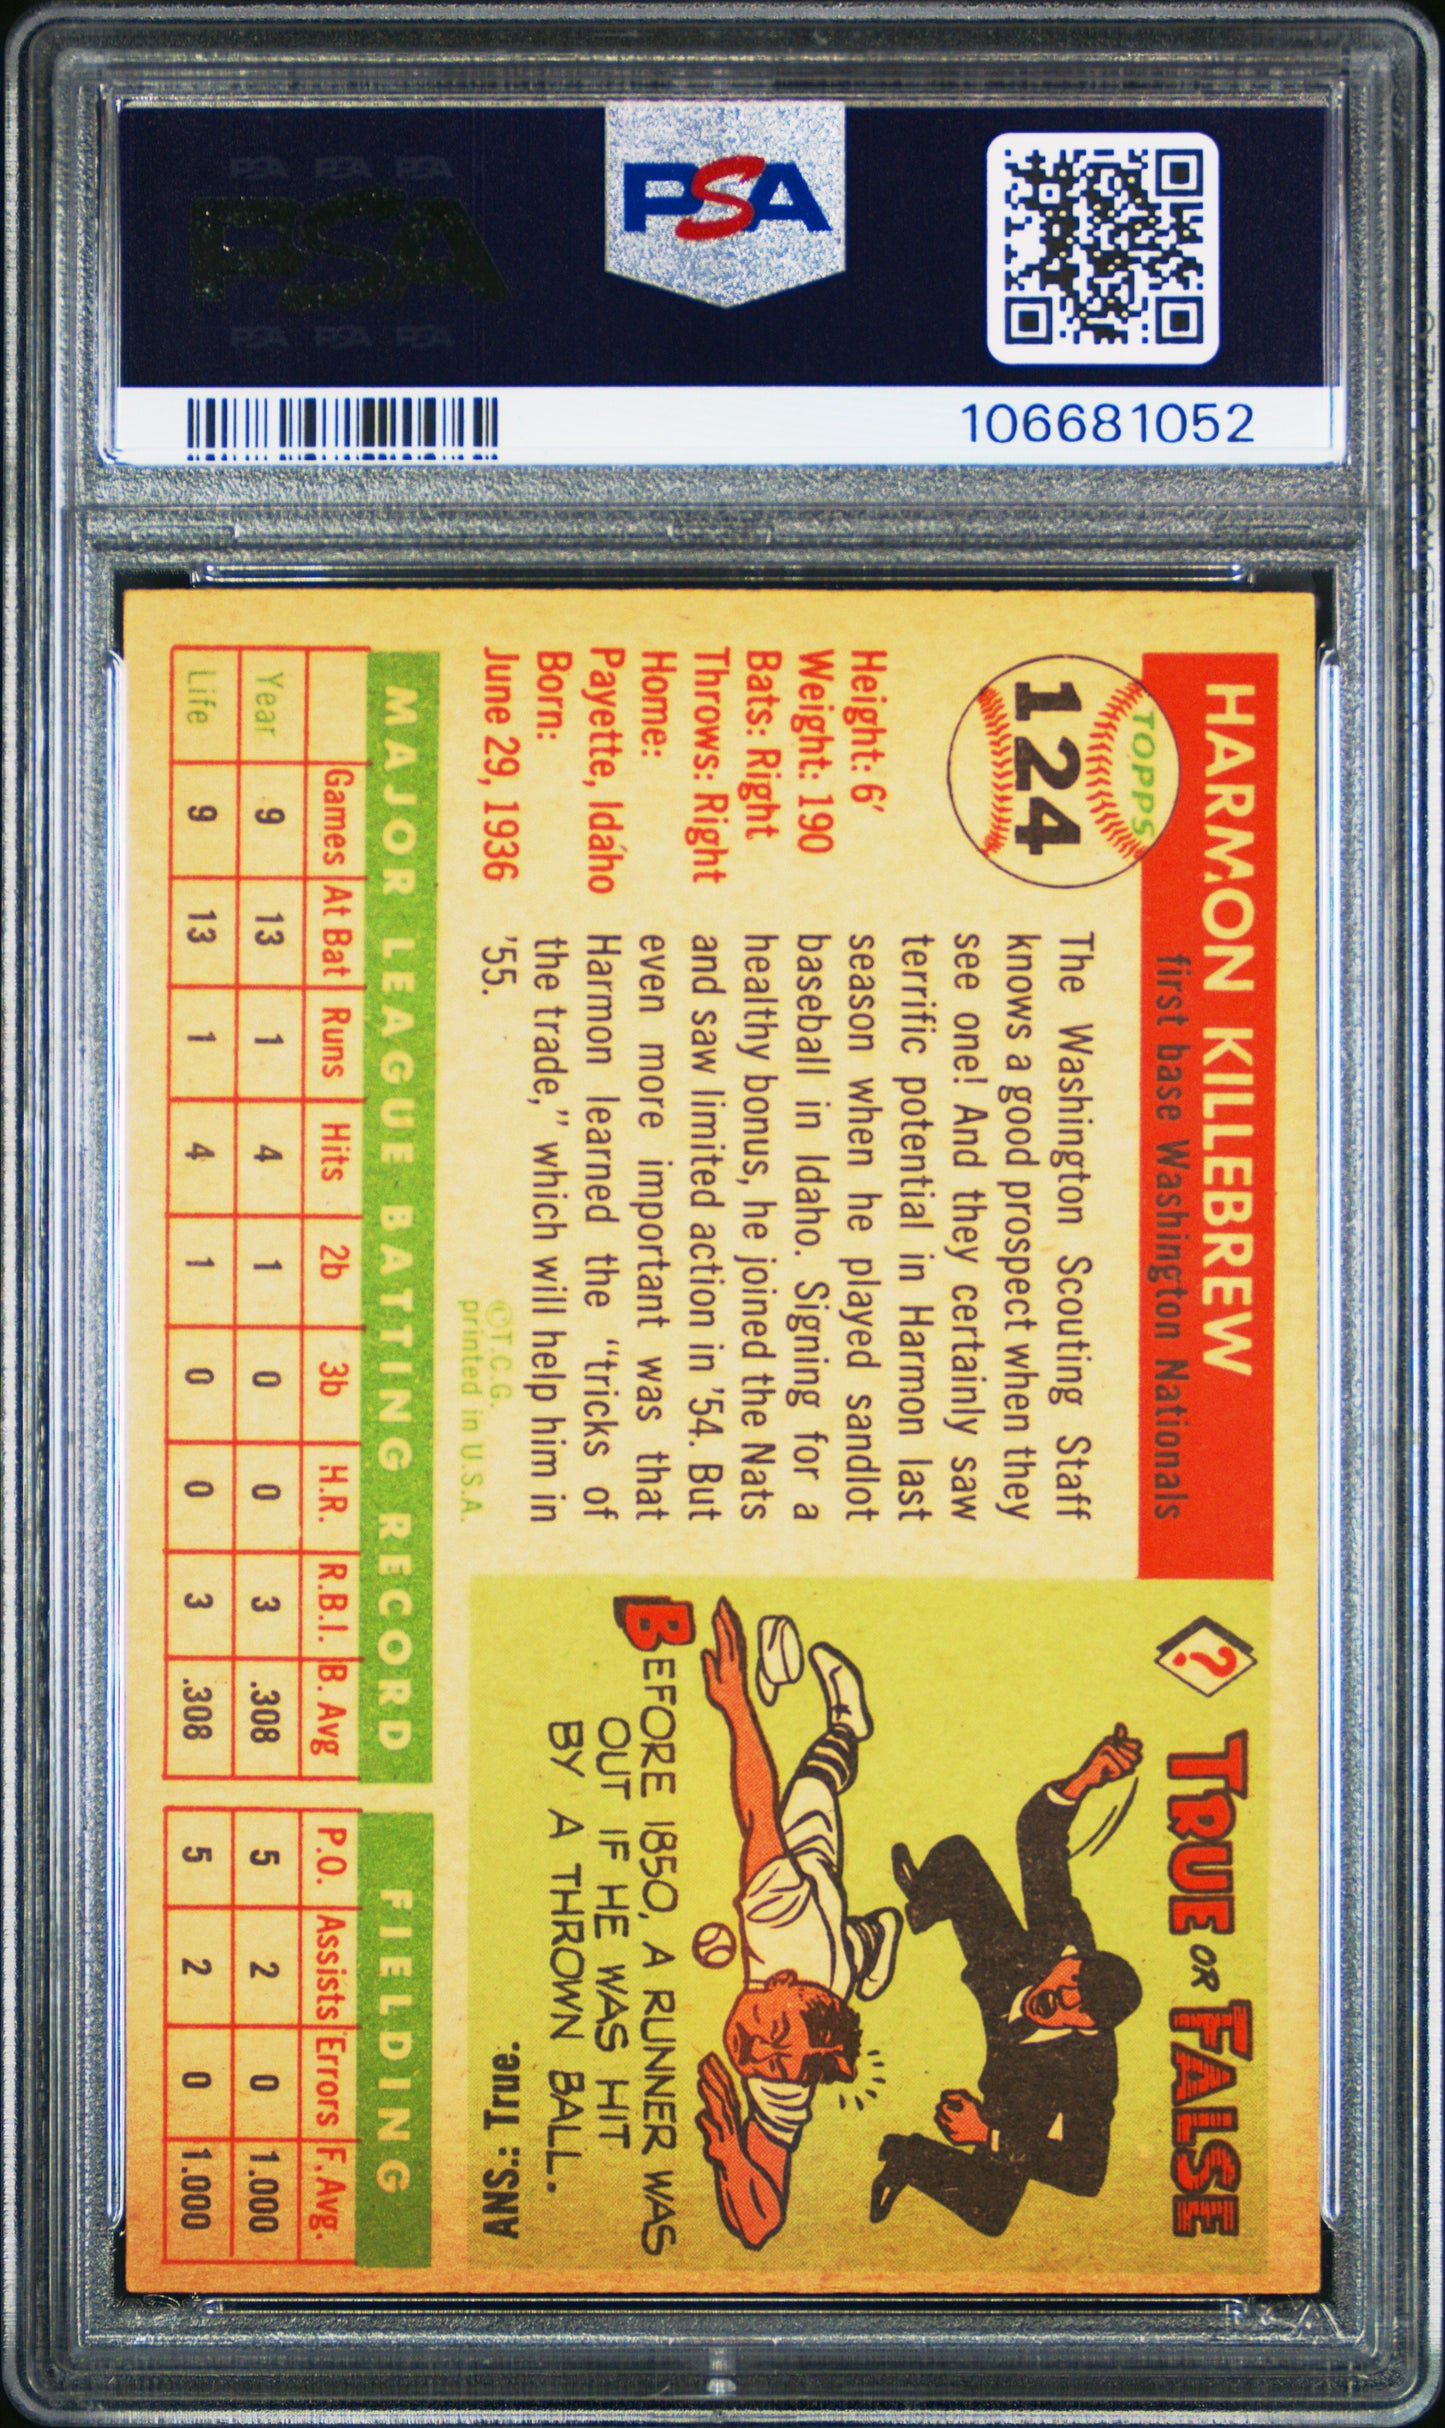 PSA PSA PSA
PSA
PSA PSA PSA
PSA
106681052
HARMON KILLEBREW
first base Washington Nationals
TOPPS
124
Height: 6'
Weight: 190
Bats: Right
Throws: Right
Home:
Payette, Idaho
Born:
June 29, 1936
The Washington Scouting Staff
knows a good prospect when they
see one! And they certainly saw
terrific potential in Harmon last
season when he played sandlot
baseball in Idaho. Signing for a
healthy bonus, he joined the Nats
and saw limited action in '54. But
even more important was that
Harmon learned the "tricks of
the trade," which will help him in
'55.
©T.C.G.
printed in U.S.A.
? TRUE OR FALSE
BEFORE 1850, A RUNNER WAS
OUT IF HE WAS HIT
BY A THROWN BALL.
ANS.: True.
MAJOR LEAGUE BATTING RECORD FIELDING
Games At Bat Runs Hits 2b 3b H.R. R.B.I. B. Avg P.O. Assists Errors F. Avg.
Year 9 13 1 4 1 0 0 3 .308 5 2 0 1.000
Life 9 13 1 4 1 0 0 3 .308 5 2 0 1.000
PSA